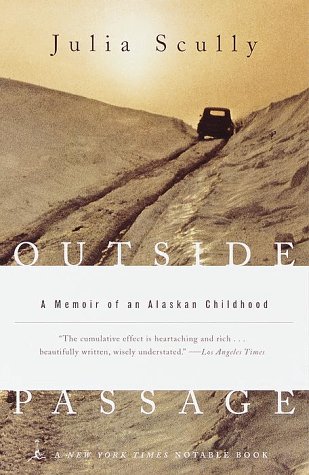 Julia Scully
OUTSIDE
A Memoir of an Alaskan Childhood
"The cumulative effect is heartaching and rich . . .
beautifully written, wisely understated." —Los Angeles Times
PASSAGE
A NEW YORK TIMES NOTABLE BOOK